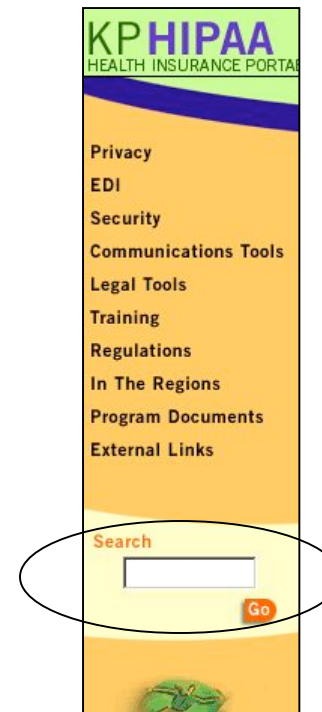 KP HIPAA
HEALTH INSURANCE PORTA
Privacy
EDI
Security
Communications Tools
Legal Tools
Training
Regulations
In The Regions
Program Documents
External Links
Search
Go